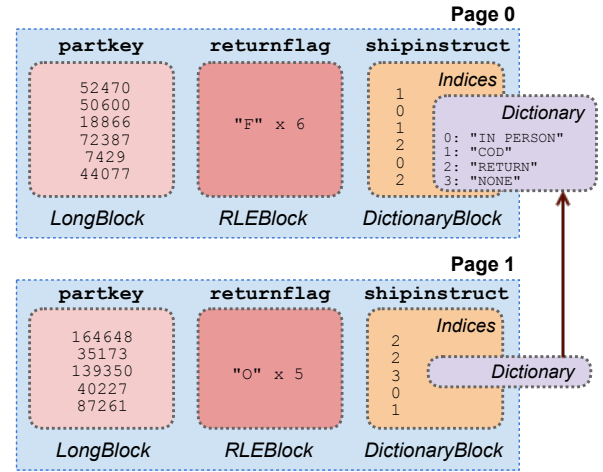 Page 0
partkey returnflag shipinstruct
52470
50600
18866
72387
7429
44077
"F" x 6
Indices
1
0
1
2
0
2
Dictionary
0: "IN PERSON"
1: "COD"
2: "RETURN"
3: "NONE"
LongBlock RLEBlock DictionaryBlock
Page 1
partkey returnflag shipinstruct
164648
35173
139350
40227
87261
"O" x 5
Indices
2
2
3
0
1
Dictionary
LongBlock RLEBlock DictionaryBlock